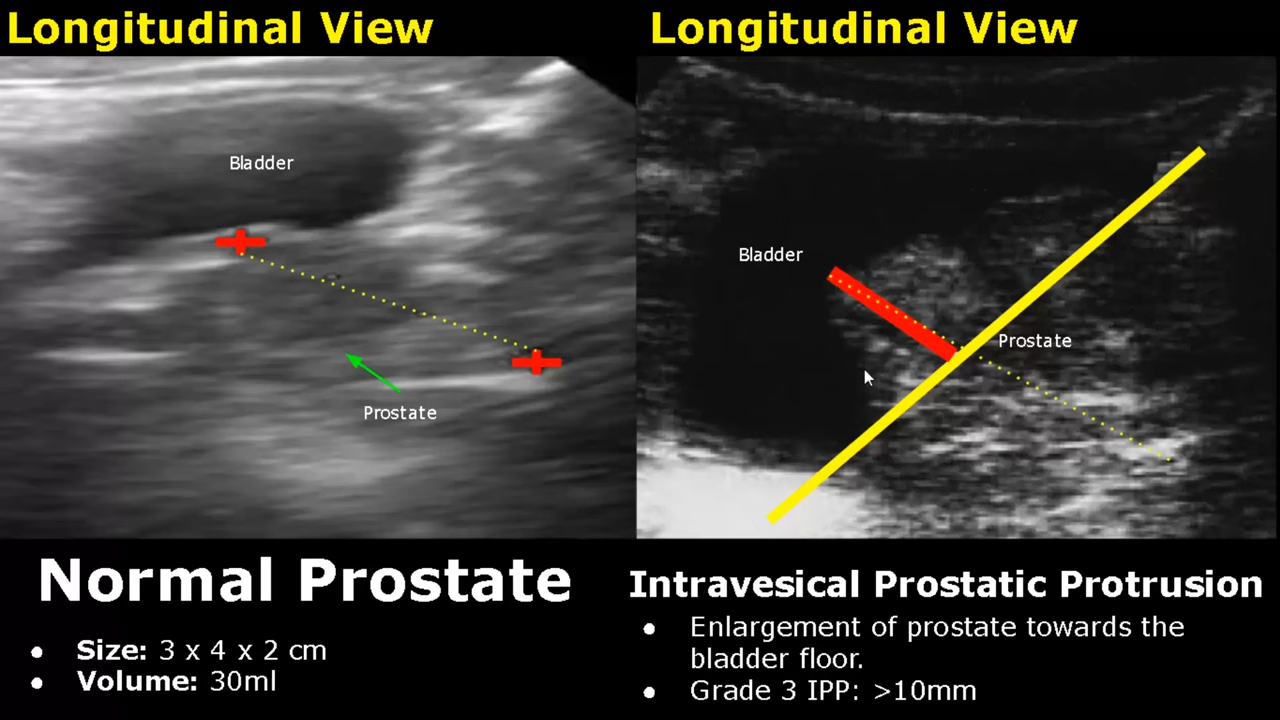 Longitudinal View
Bladder
Prostate
Normal Prostate
• Size: 3 x 4 x 2 cm
• Volume: 30ml
Longitudinal View
Bladder
Prostate
Intravesical Prostatic Protrusion
• Enlargement of prostate towards the
bladder floor.
• Grade 3 IPP: >10mm